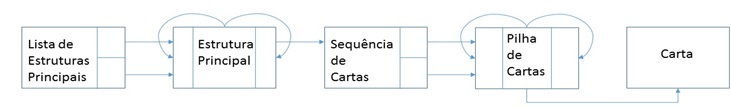 Lista de
Estruturas
Principais
Estrutura
Principal
Sequência
de
Cartas
Pilha
de
Cartas
Carta